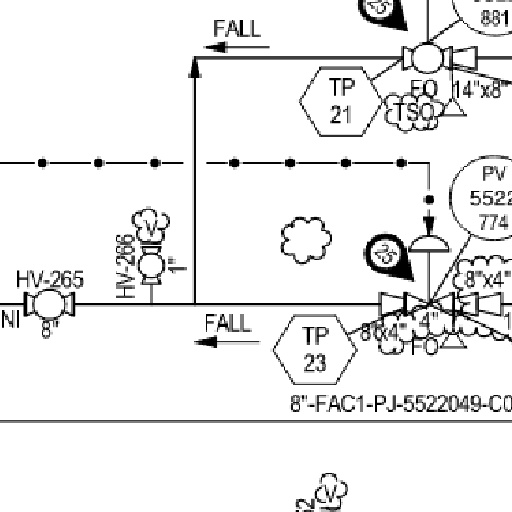 881
FALL
TP
21
FO
14"x8"
TSO
PV
5522
774
V
HV-266
1"
HV-265
NI
8"
8"x4"
FALL
TP
23
8"x4"
4"
FO
8"-FAC1-PJ-5522049-C0
V